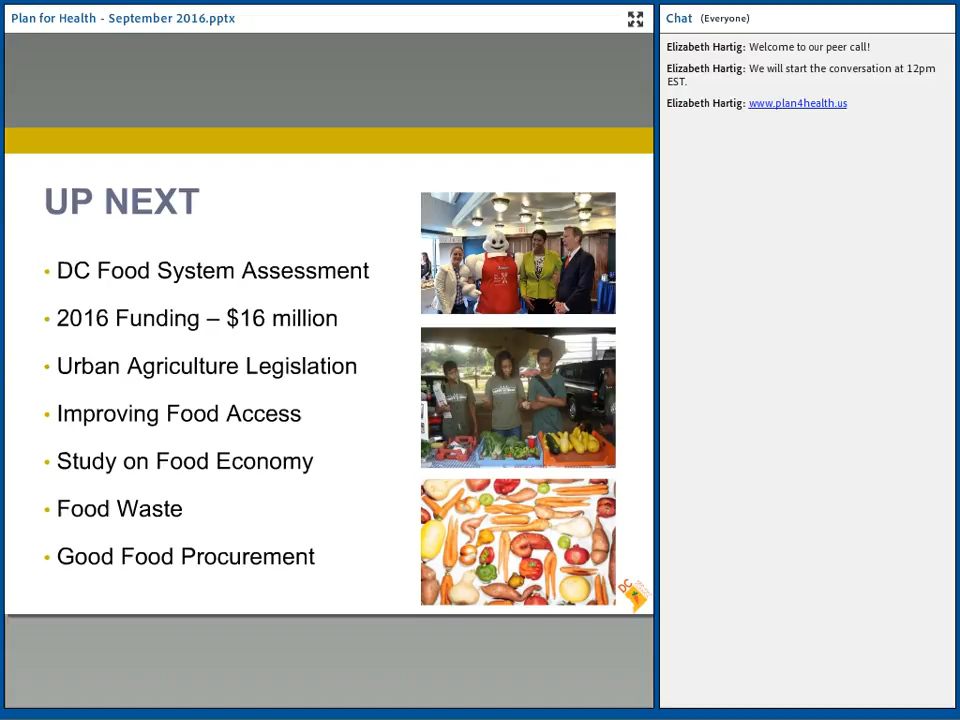 Plan for Health - September 2016.pptx
UP NEXT
• DC Food System Assessment
• 2016 Funding – $16 million
• Urban Agriculture Legislation
• Improving Food Access
• Study on Food Economy
• Food Waste
• Good Food Procurement
DC
Chat (Everyone)
Elizabeth Hartig: Welcome to our peer call!
Elizabeth Hartig: We will start the conversation at 12pm
EST.
Elizabeth Hartig: www.plan4health.us